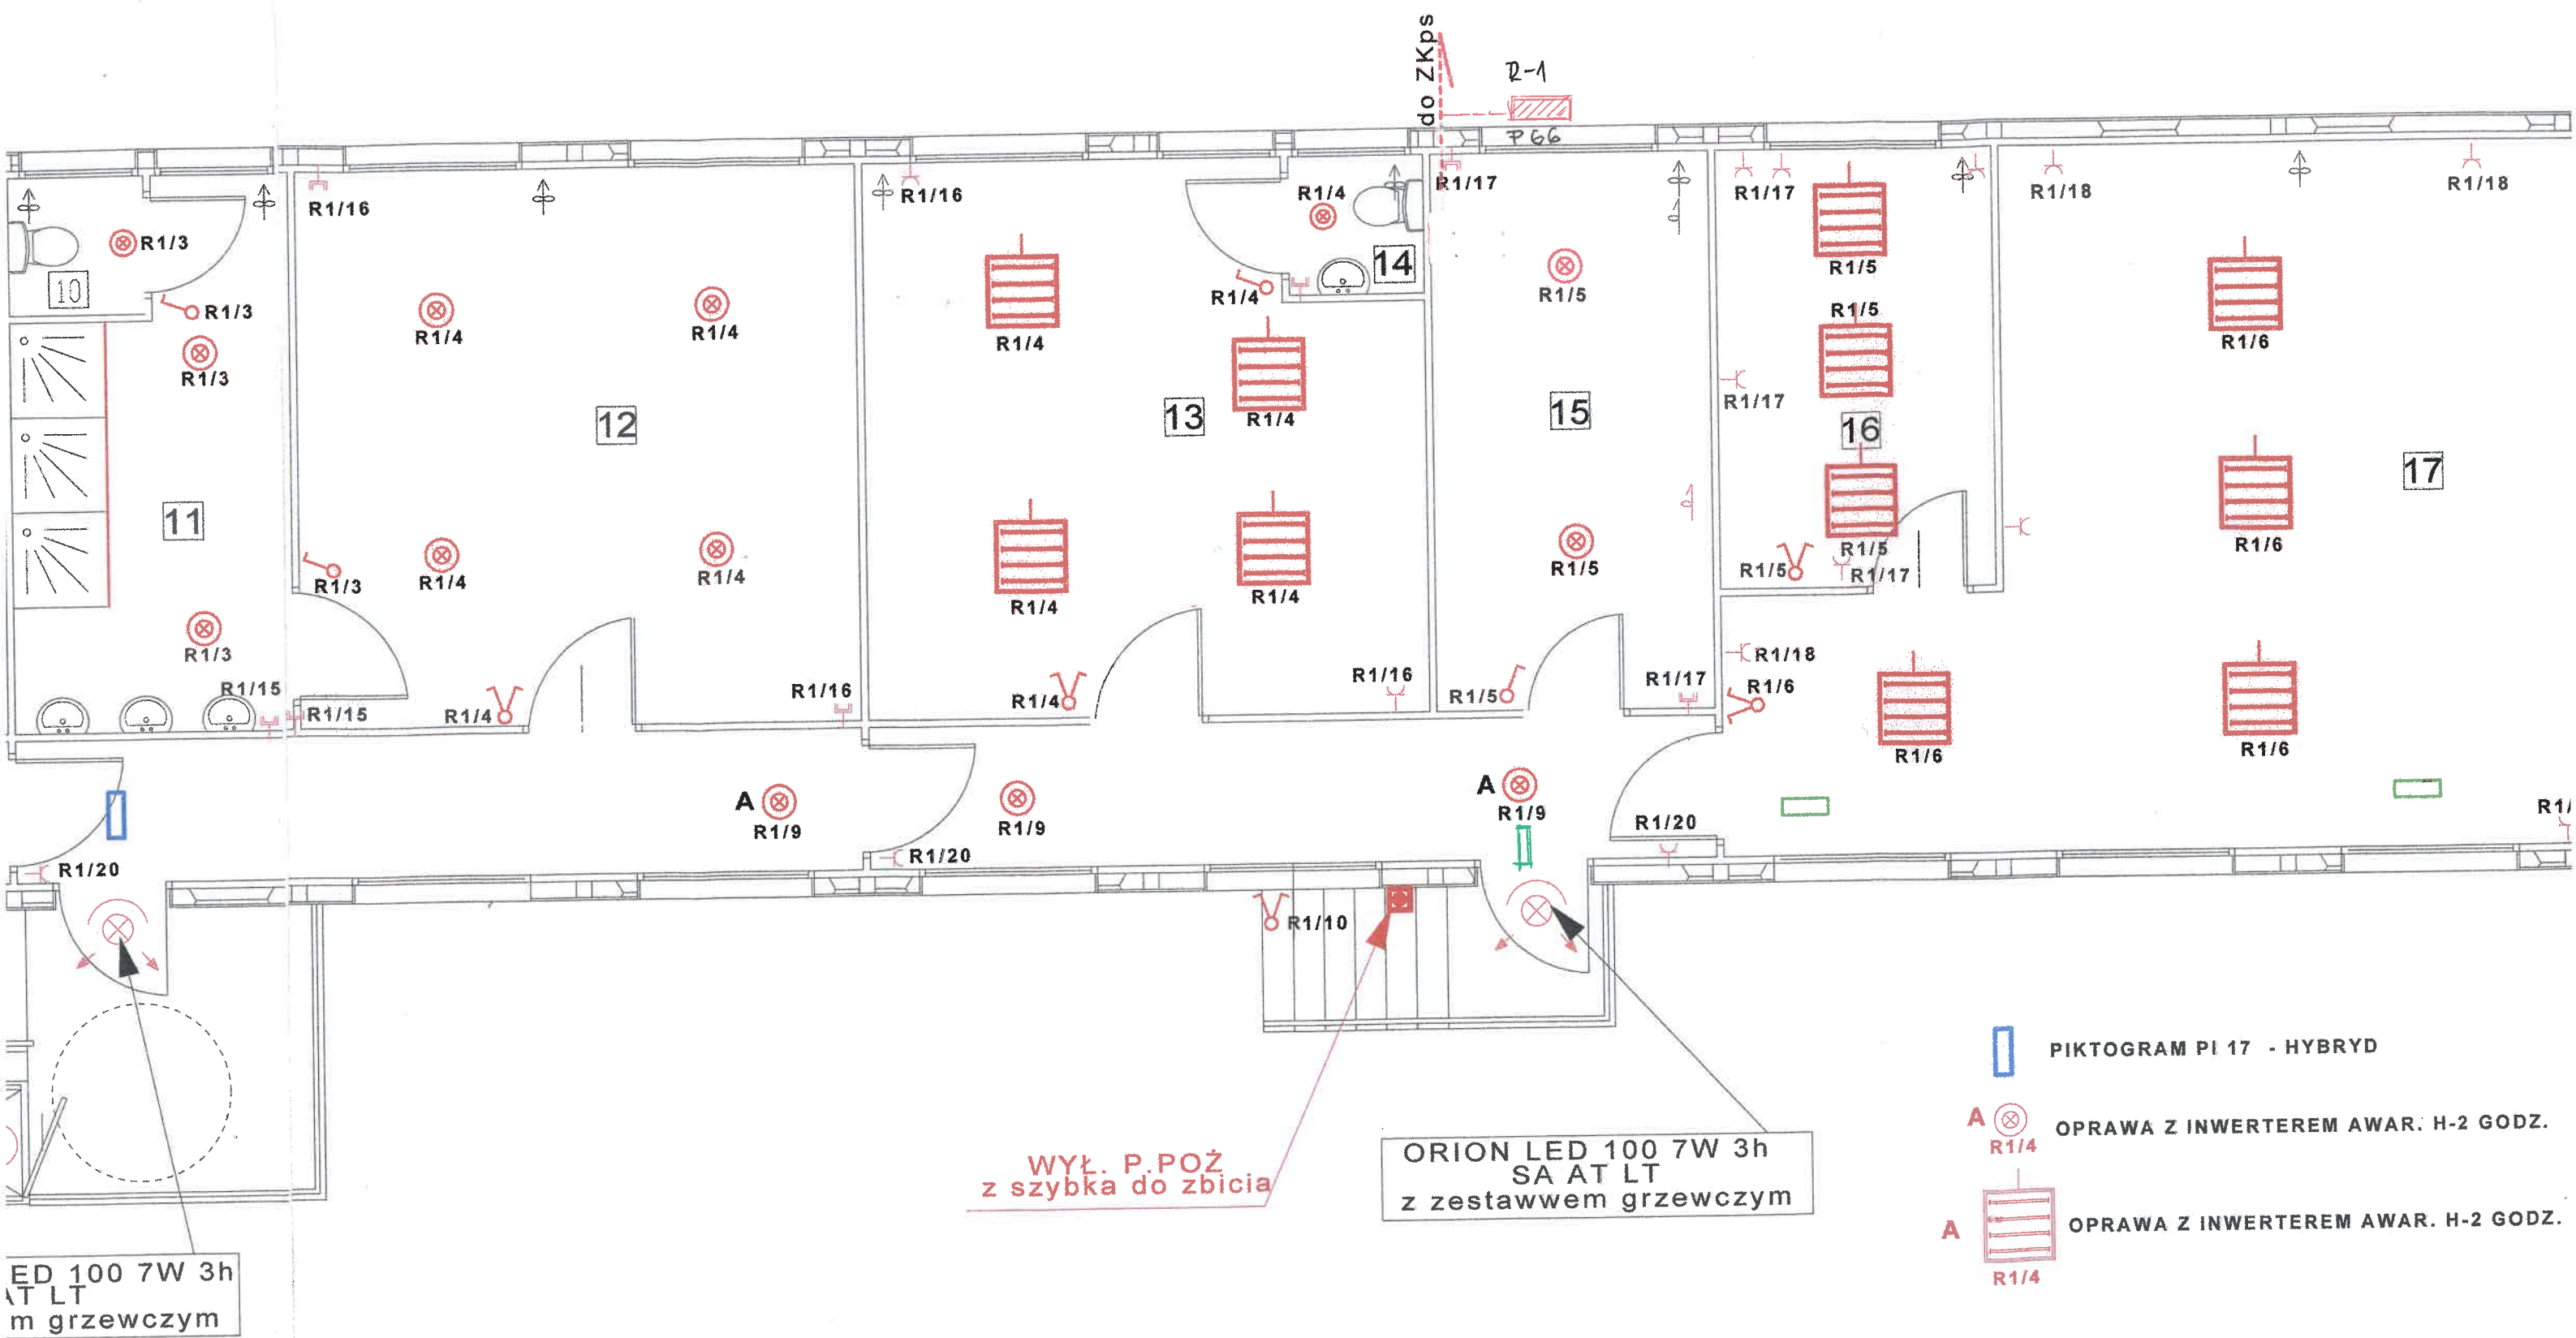 do ZKps
R-1
P66
R1/16
R1/16
R1/4
R1/17
R1/17
R1/18
R1/18
R1/3
10
R1/3
R1/3
R1/4
R1/4
R1/4
R1/4
14
R1/5
R1/5
R1/5
R1/6
R1/4
R1/17
11
12
13
15
16
17
R1/3
R1/4
R1/4
R1/4
R1/4
R1/5
R1/5
R1/5
R1/17
R1/6
R1/3
R1/15
R1/15
R1/4
R1/16
R1/4
R1/16
R1/5
R1/17
R1/18
R1/6
R1/6
R1/6
A
R1/9
R1/9
A
R1/9
R1/20
R1/
R1/20
R1/20
R1/10
PIKTOGRAM PI 17 - HYBRYD
A
R1/4
OPRAWA Z INWERTEREM AWAR. H-2 GODZ.
WYŁ. P.POŻ
z szybka do zbicia
ORION LED 100 7W 3h
SA AT LT
z zestawwem grzewczym
A
R1/4
OPRAWA Z INWERTEREM AWAR. H-2 GODZ.
ED 100 7W 3h
AT LT
m grzewczym